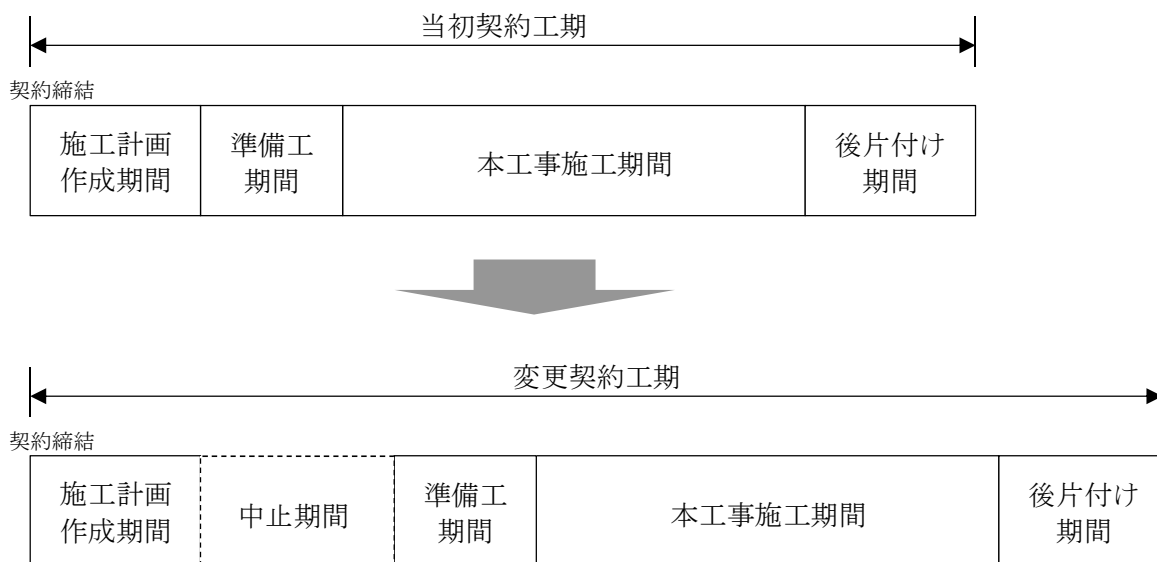 当初契約工期
契約締結
施工計画
作成期間
準備工
期間
本工事施工期間
後片付け
期間
変更契約工期
契約締結
施工計画
作成期間
中止期間
準備工
期間
本工事施工期間
後片付け
期間